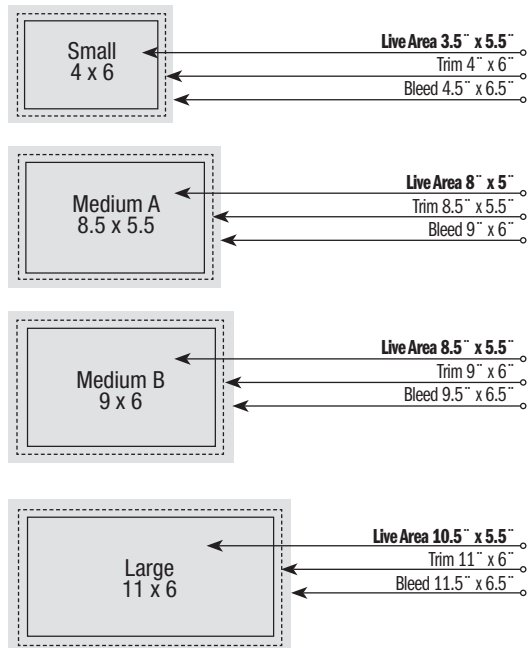 Small
4 x 6
Live Area 3.5¨ x 5.5¨
Trim 4¨ x 6¨
Bleed 4.5¨ x 6.5¨
Medium A
8.5 x 5.5
Live Area 8¨ x 5¨
Trim 8.5¨ x 5.5¨
Bleed 9¨ x 6¨
Medium B
9 x 6
Live Area 8.5¨ x 5.5¨
Trim 9¨ x 6¨
Bleed 9.5¨ x 6.5¨
Large
11 x 6
Live Area 10.5¨ x 5.5¨
Trim 11¨ x 6¨
Bleed 11.5¨ x 6.5¨